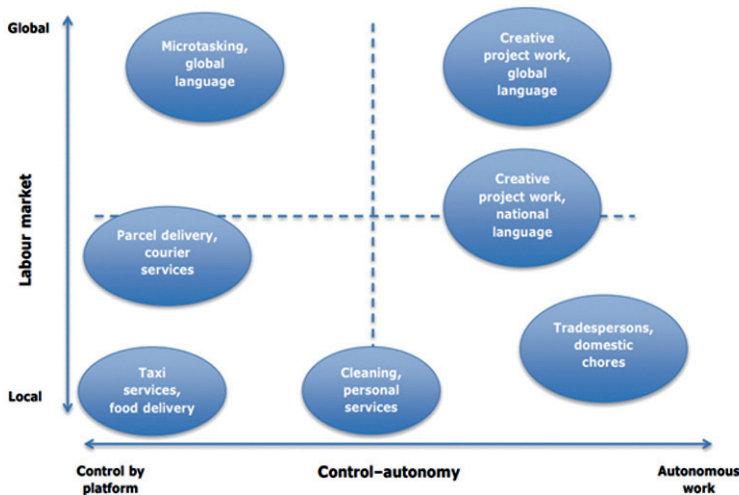 Global
Microtasking,
global
language
Creative
project work,
global
language
Labour market
Creative
project work,
national
language
Parcel delivery,
courier
services
Tradespersons,
domestic
chores
Taxi
services,
food delivery
Cleaning,
personal
services
Local
Control by
platform
Control–autonomy
Autonomous
work